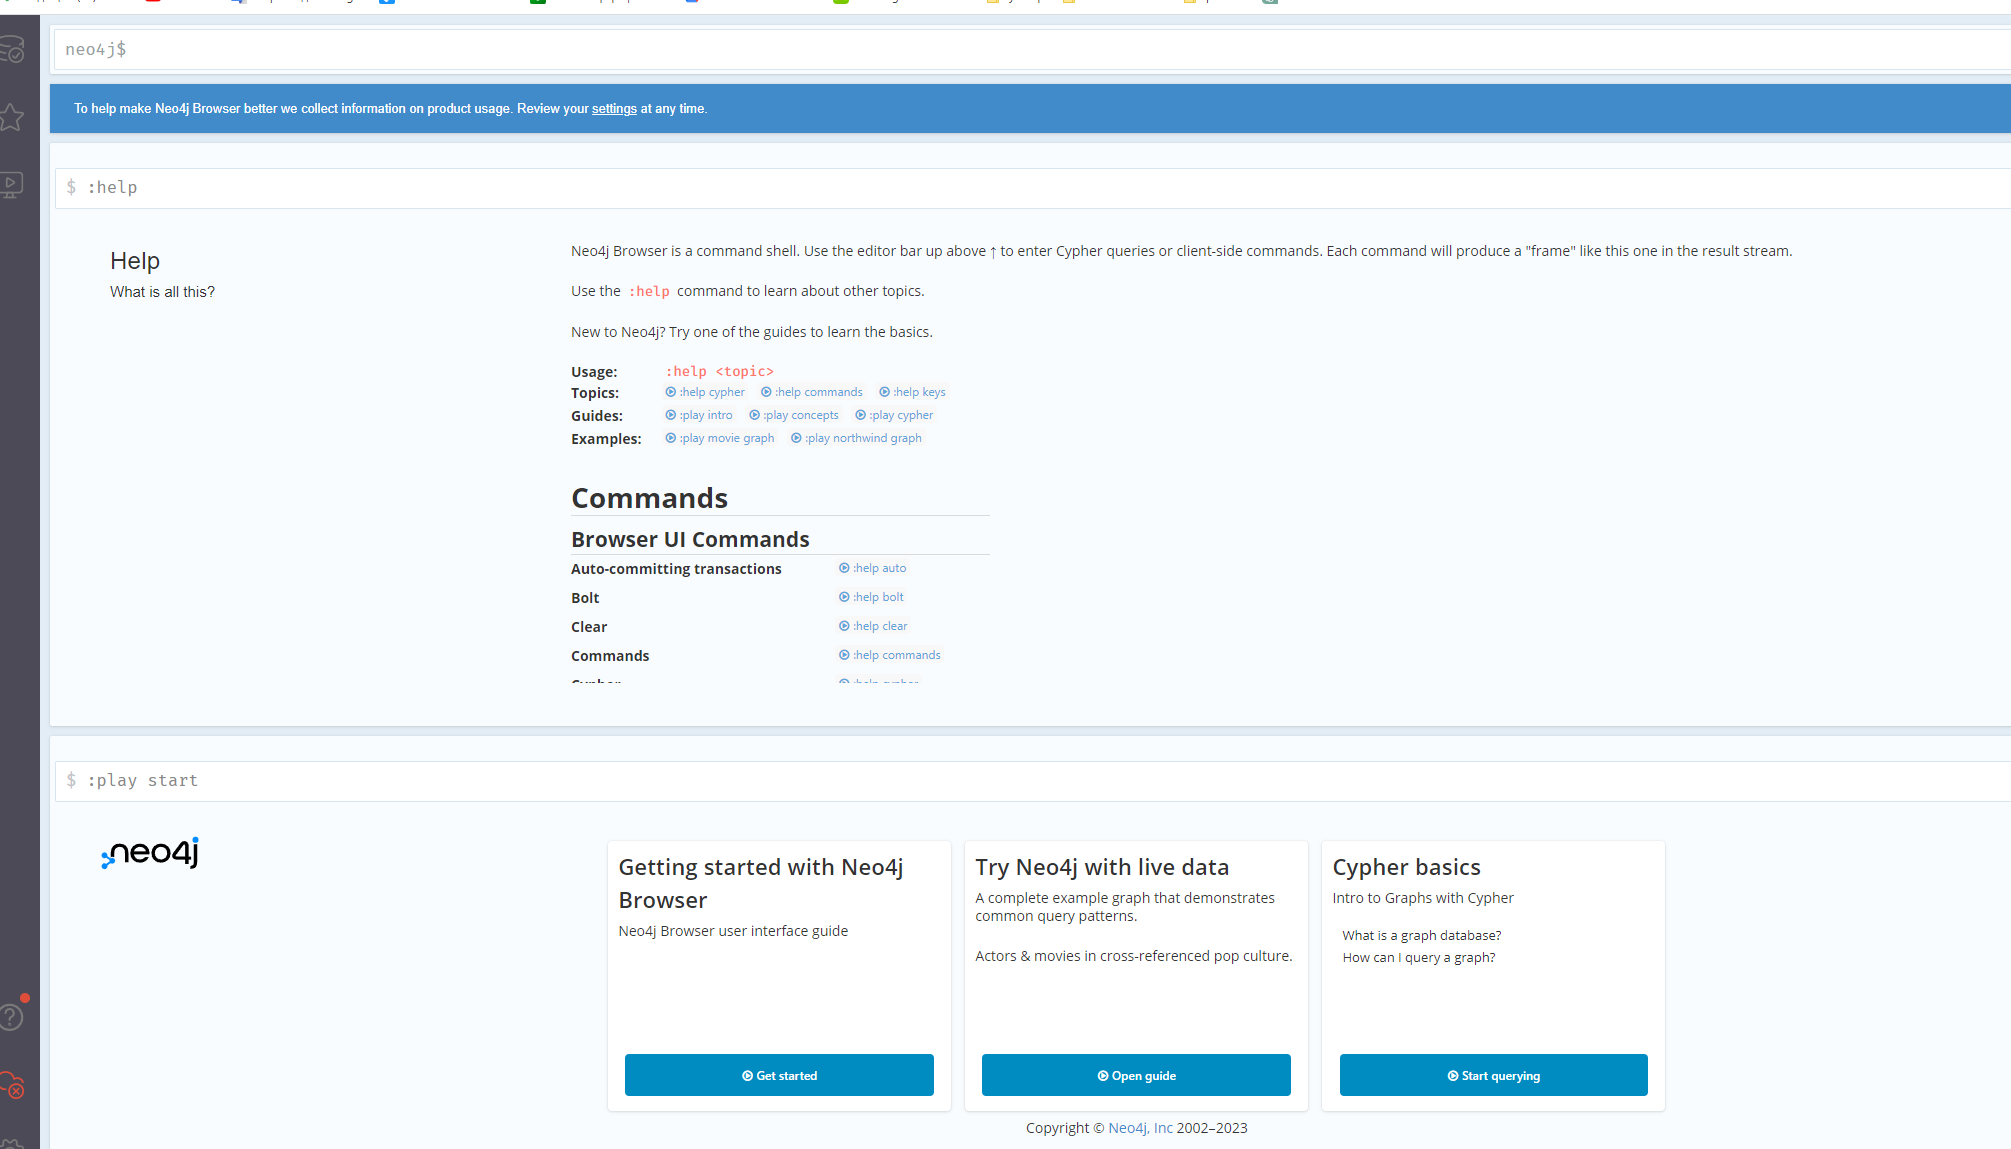 neo4j$
To help make Neo4j Browser better we collect information on product usage. Review your settings at any time.
$ :help
Help
What is all this?
Neo4j Browser is a command shell. Use the editor bar up above ↑ to enter Cypher queries or client-side commands. Each command will produce a "frame" like this one in the result stream.
Use the :help command to learn about other topics.
New to Neo4j? Try one of the guides to learn the basics.
Usage: :help <topic>
Topics: :help cypher :help commands :help keys
Guides: :play intro :play concepts :play cypher
Examples: :play movie graph :play northwind graph
Commands
Browser UI Commands
Auto-committing transactions :help auto
Bolt :help bolt
Clear :help clear
Commands :help commands
Cypher :help cypher
$ :play start
neo4j
Getting started with Neo4j
Browser
Neo4j Browser user interface guide
Get started
Try Neo4j with live data
A complete example graph that demonstrates
common query patterns.
Actors & movies in cross-referenced pop culture.
Open guide
Cypher basics
Intro to Graphs with Cypher
What is a graph database?
How can I query a graph?
Start querying
Copyright © Neo4j, Inc 2002–2023